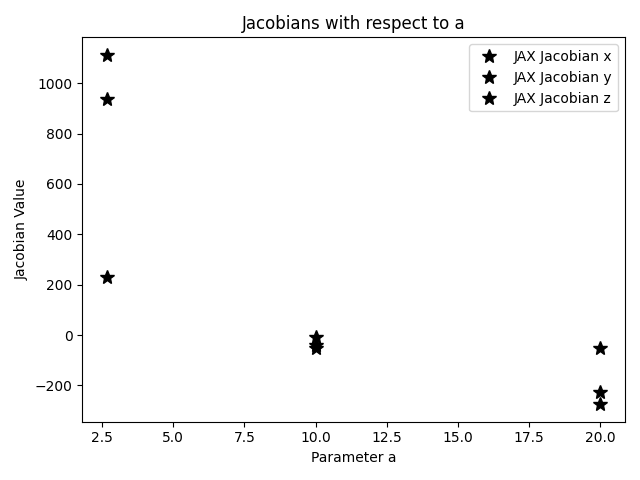 Jacobians with respect to a
JAX Jacobian x
JAX Jacobian y
JAX Jacobian z
Jacobian Value
1000
800
600
400
200
0
−200
2.5 5.0 7.5 10.0 12.5 15.0 17.5 20.0
Parameter a